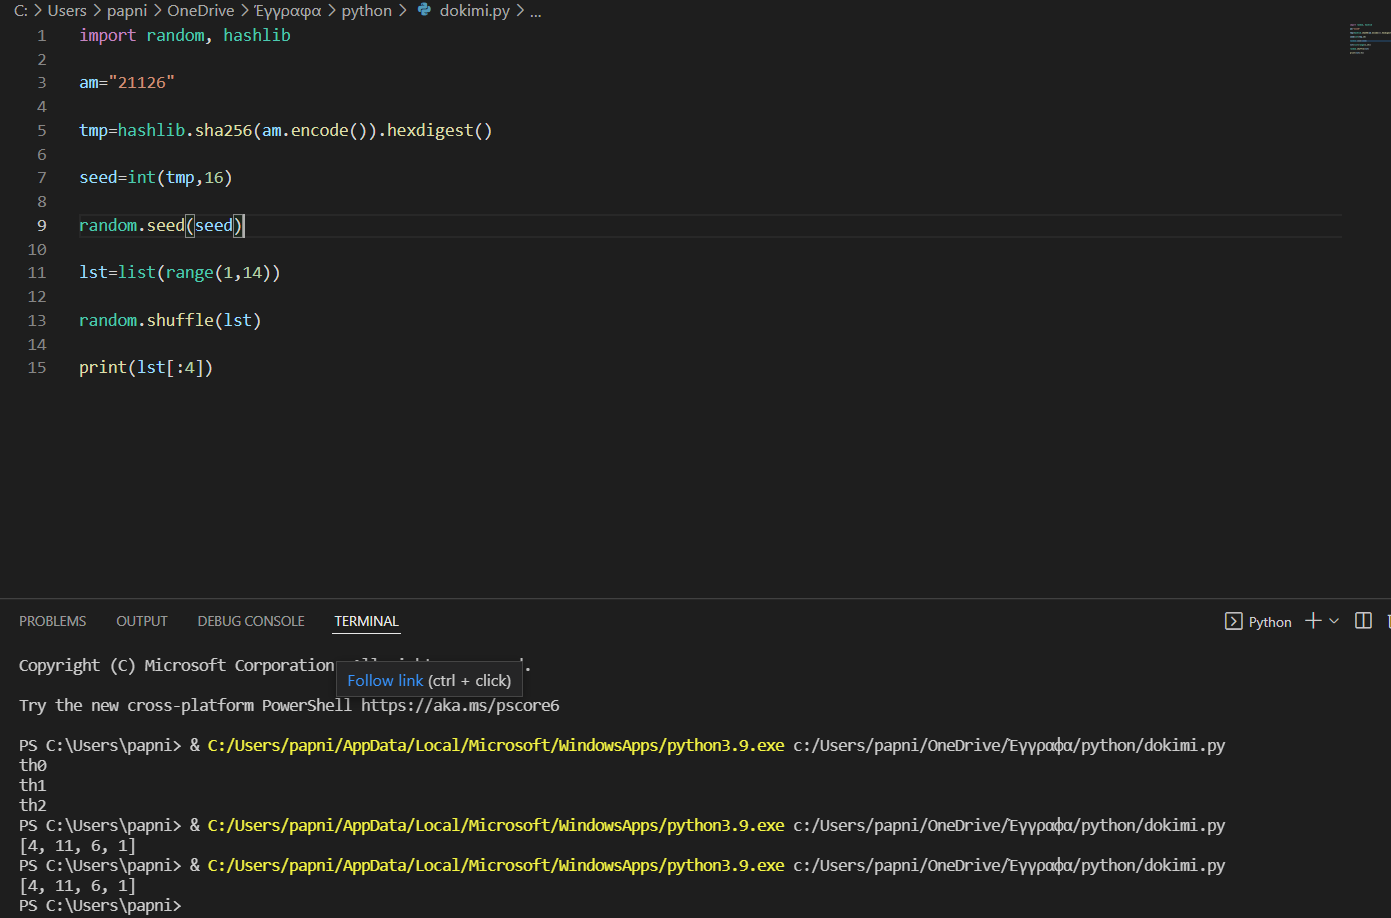 C: > Users > papni > OneDrive > Έγγραφα > python > dokimi.py > ...
1 import random, hashlib
2
3 am="21126"
4
5 tmp=hashlib.sha256(am.encode()).hexdigest()
6
7 seed=int(tmp,16)
8
9 random.seed(seed)
10
11 lst=list(range(1,14))
12
13 random.shuffle(lst)
14
15 print(lst[:4])
PROBLEMS OUTPUT DEBUG CONSOLE TERMINAL Python
Copyright (C) Microsoft Corporation.
Follow link (ctrl + click)
Try the new cross-platform PowerShell https://aka.ms/pscore6
PS C:\Users\papni> & C:/Users/papni/AppData/Local/Microsoft/WindowsApps/python3.9.exe c:/Users/papni/OneDrive/Έγγραφα/python/dokimi.py
th0
th1
th2
PS C:\Users\papni> & C:/Users/papni/AppData/Local/Microsoft/WindowsApps/python3.9.exe c:/Users/papni/OneDrive/Έγγραφα/python/dokimi.py
[4, 11, 6, 1]
PS C:\Users\papni> & C:/Users/papni/AppData/Local/Microsoft/WindowsApps/python3.9.exe c:/Users/papni/OneDrive/Έγγραφα/python/dokimi.py
[4, 11, 6, 1]
PS C:\Users\papni>